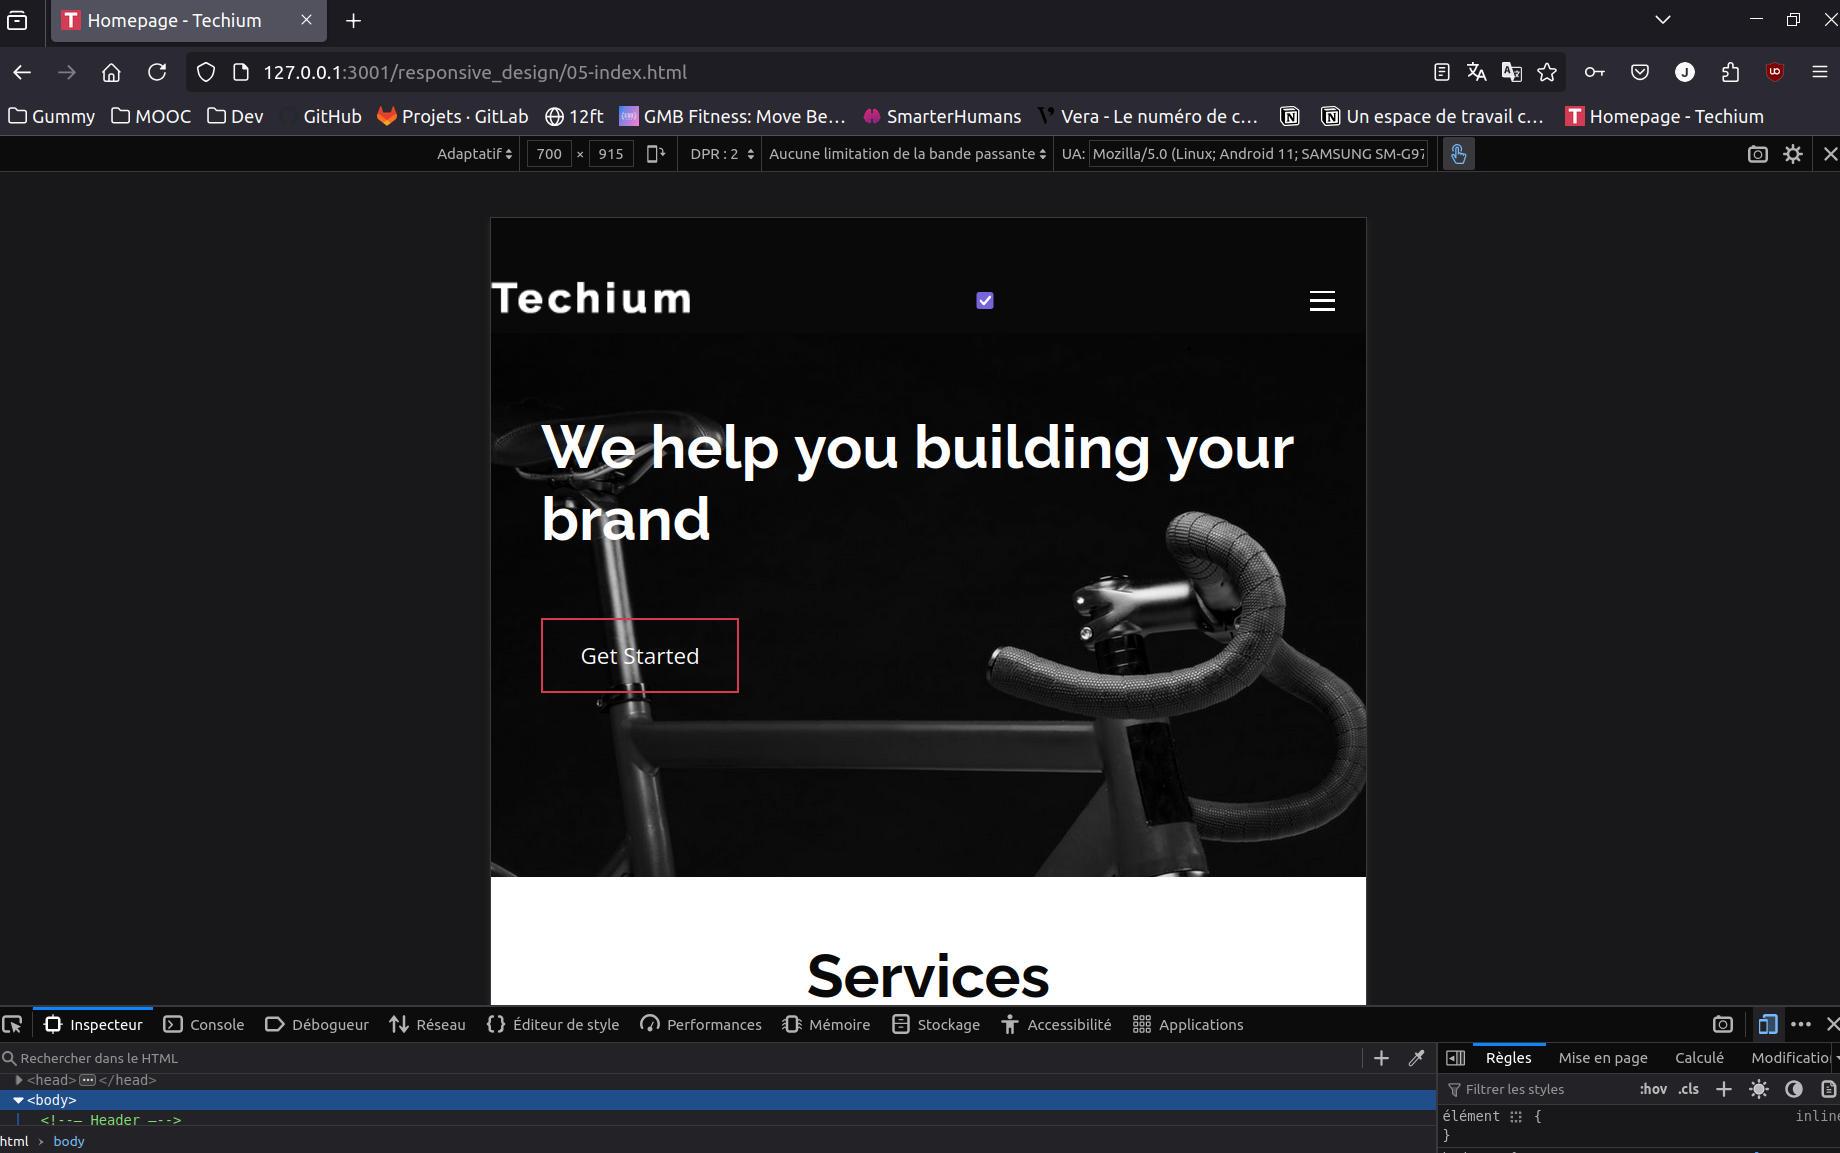 Homepage - Techium
127.0.0.1:3001/responsive_design/05-index.html
Gummy MOOC Dev GitHub Projets · GitLab 12ft GMB Fitness: Move Be… SmarterHumans Vera - Le numéro de c… Un espace de travail c… Homepage - Techium
Adaptatif 700 × 915 DPR : 2 Aucune limitation de la bande passante UA: Mozilla/5.0 (Linux; Android 11; SAMSUNG SM-G97
Techium
We help you building your
brand
Get Started
Services
Inspecteur Console Débogueur Réseau Éditeur de style Performances Mémoire Stockage Accessibilité Applications
Rechercher dans le HTML
Règles Mise en page Calculé Modification
<head> </head>
Filtrer les styles :hov .cls
<body>
<!--— Header —-->
élément { inline
}
html › body